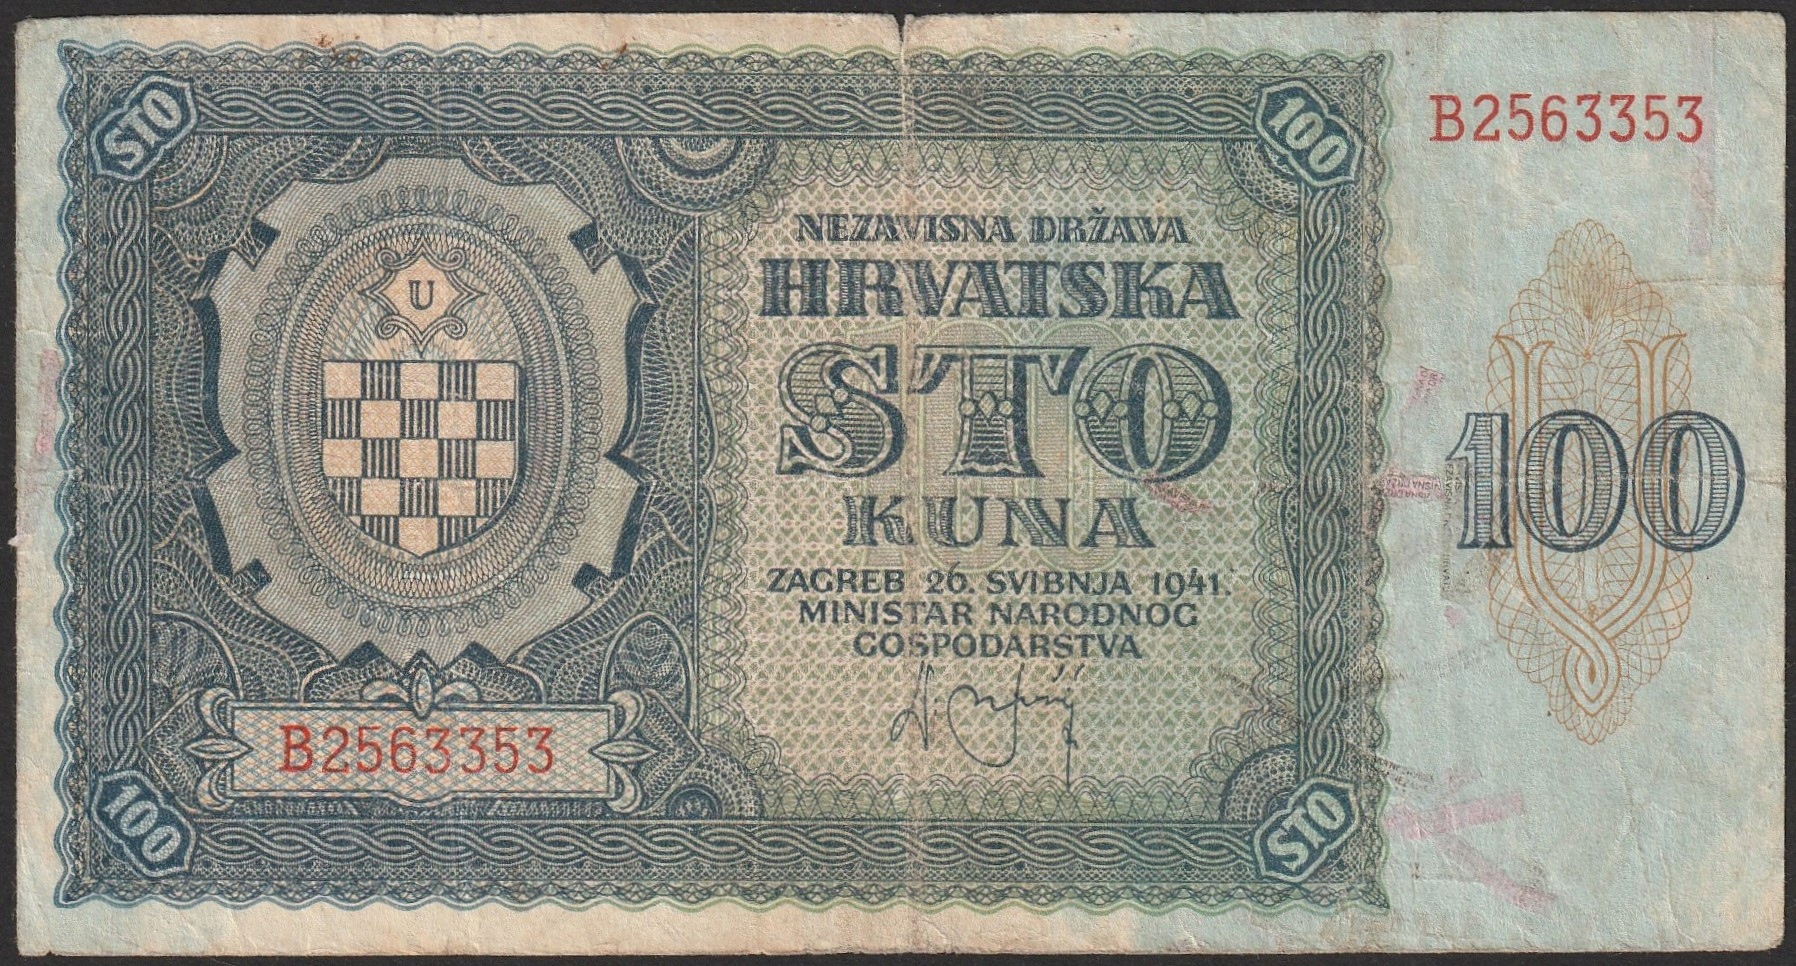 STO
100
B2563353
NEZAVISNA DRŽAVA
HRVATSKA
U
STO
KUNA
100
ZAGREB 26. SVIBNJA 1941.
MINISTAR NARODNOG
GOSPODARSTVA
B2563353
100
STO